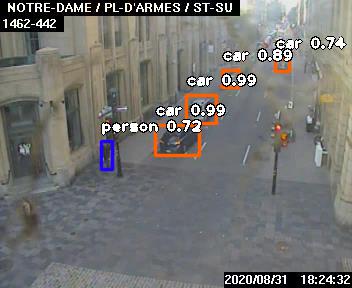 NOTRE-DAME / PL-D'ARMES / ST-SU
1462-442
car 0.74
car 0.89
car 0.99
car 0.99
person 0.72
2020/08/31 18:24:32